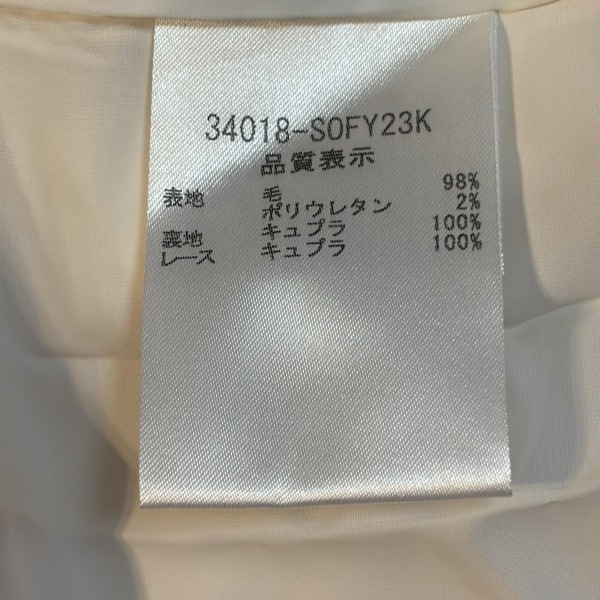 34018-SOFY23K
品質表示
表地 毛 98%
ポリウレタン 2%
裏地 キュプラ 100%
レース キュプラ 100%